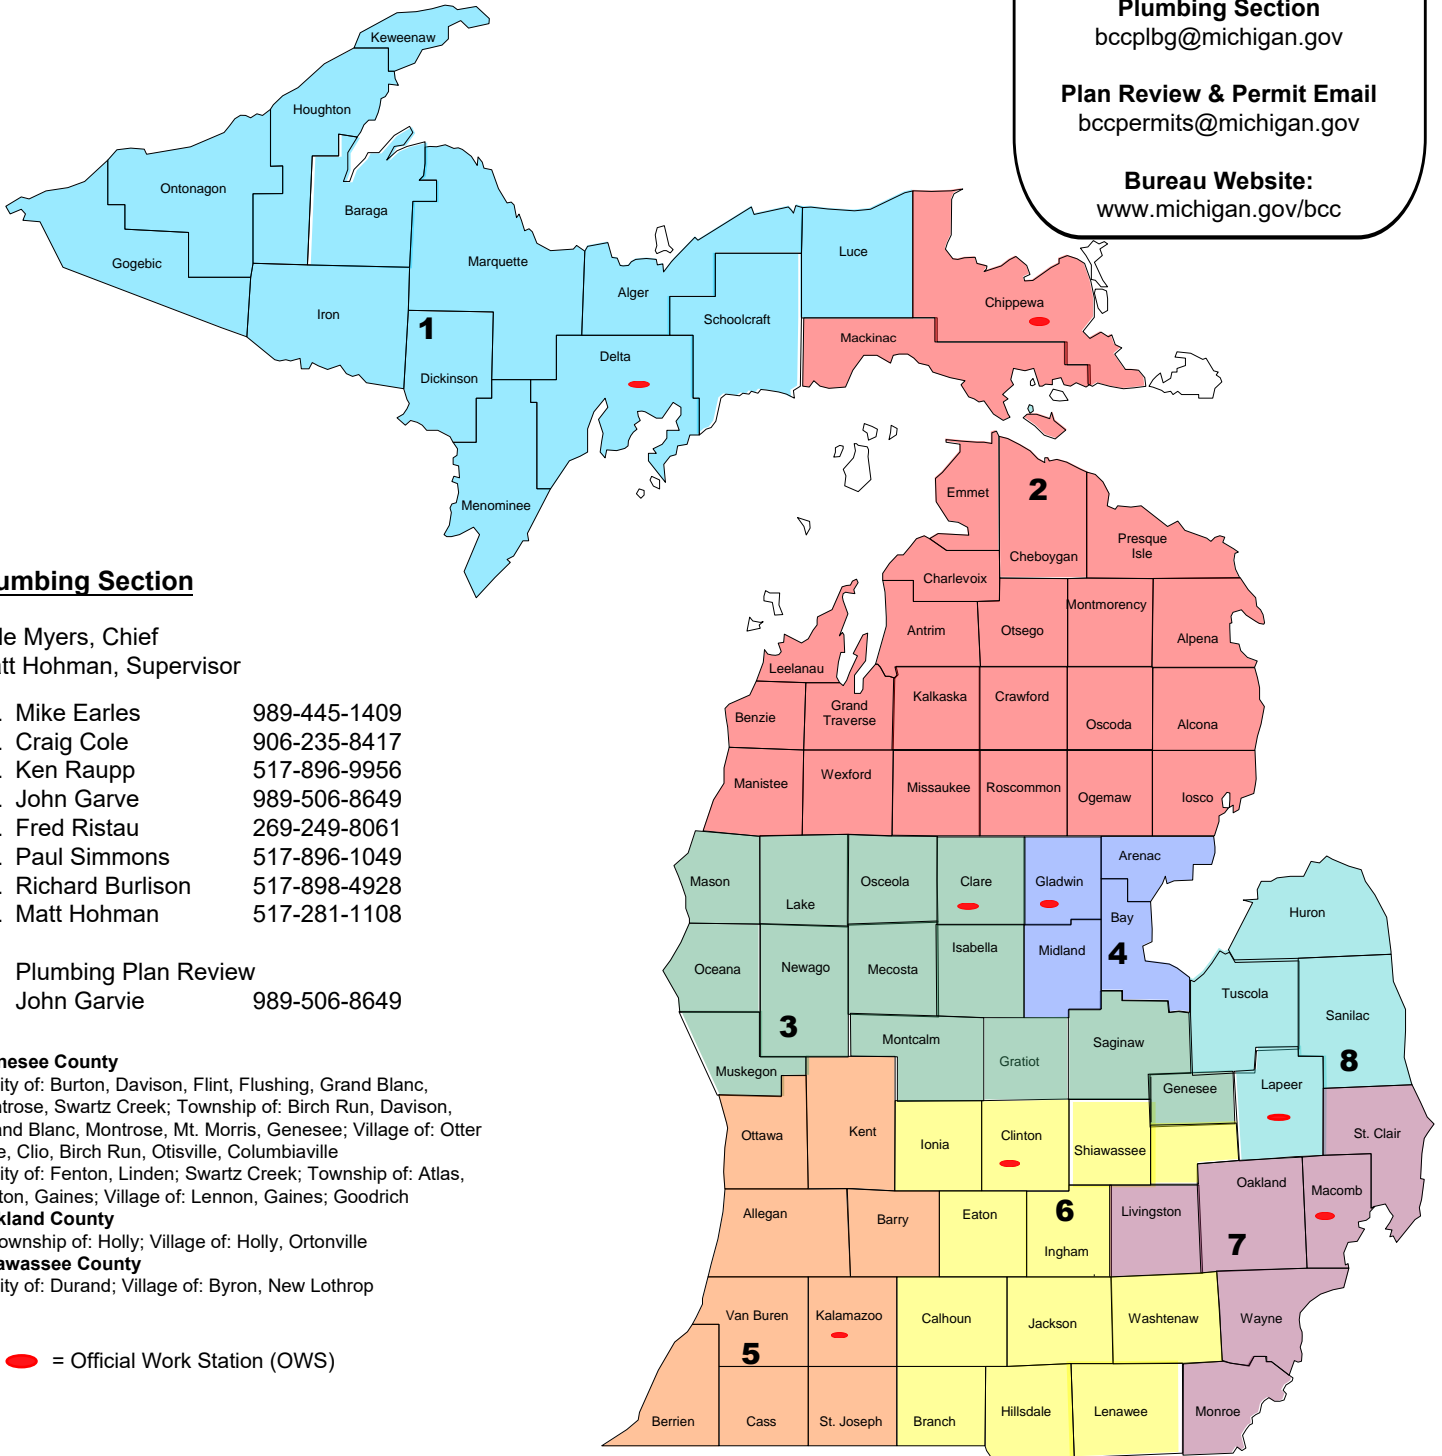 Plumbing Section
bccplbg@michigan.gov
Plan Review & Permit Email
bccpermits@michigan.gov
Bureau Website:
www.michigan.gov/bcc
Keweenaw
Houghton
Ontonagon
Baraga
Gogebic
Marquette
Iron
1
Dickinson
Alger
Delta
Schoolcraft
Luce
Chippewa
Mackinac
Menominee
Emmet
2
Cheboygan
Presque
Isle
Charlevoix
Antrim
Otsego
Montmorency
Alpena
Leelanau
Benzie
Grand
Traverse
Kalkaska
Crawford
Oscoda
Alcona
Manistee
Wexford
Missaukee
Roscommon
Ogemaw
Iosco
Mason
Lake
Osceola
Clare
Gladwin
Arenac
Bay
4
Oceana
Newago
Mecosta
Isabella
Midland
Huron
Tuscola
Sanilac
8
3
Muskegon
Montcalm
Gratiot
Saginaw
Genesee
Lapeer
St. Clair
Ottawa
Kent
Ionia
Clinton
Shiawassee
Oakland
Macomb
Allegan
Barry
Eaton
6
Ingham
Livingston
7
Van Buren
5
Kalamazoo
Calhoun
Jackson
Washtenaw
Wayne
Berrien
Cass
St. Joseph
Branch
Hillsdale
Lenawee
Monroe
umbing Section
le Myers, Chief
tt Hohman, Supervisor
. Mike Earles 989-445-1409
. Craig Cole 906-235-8417
. Ken Raupp 517-896-9956
. John Garve 989-506-8649
. Fred Ristau 269-249-8061
. Paul Simmons 517-896-1049
. Richard Burlison 517-898-4928
. Matt Hohman 517-281-1108
Plumbing Plan Review
John Garvie 989-506-8649
nesee County
ity of: Burton, Davison, Flint, Flushing, Grand Blanc,
ntrose, Swartz Creek; Township of: Birch Run, Davison,
and Blanc, Montrose, Mt. Morris, Genesee; Village of: Otter
e, Clio, Birch Run, Otisville, Columbiaville
ity of: Fenton, Linden; Swartz Creek; Township of: Atlas,
ton, Gaines; Village of: Lennon, Gaines; Goodrich
kland County
ownship of: Holly; Village of: Holly, Ortonville
awassee County
ity of: Durand; Village of: Byron, New Lothrop
= Official Work Station (OWS)